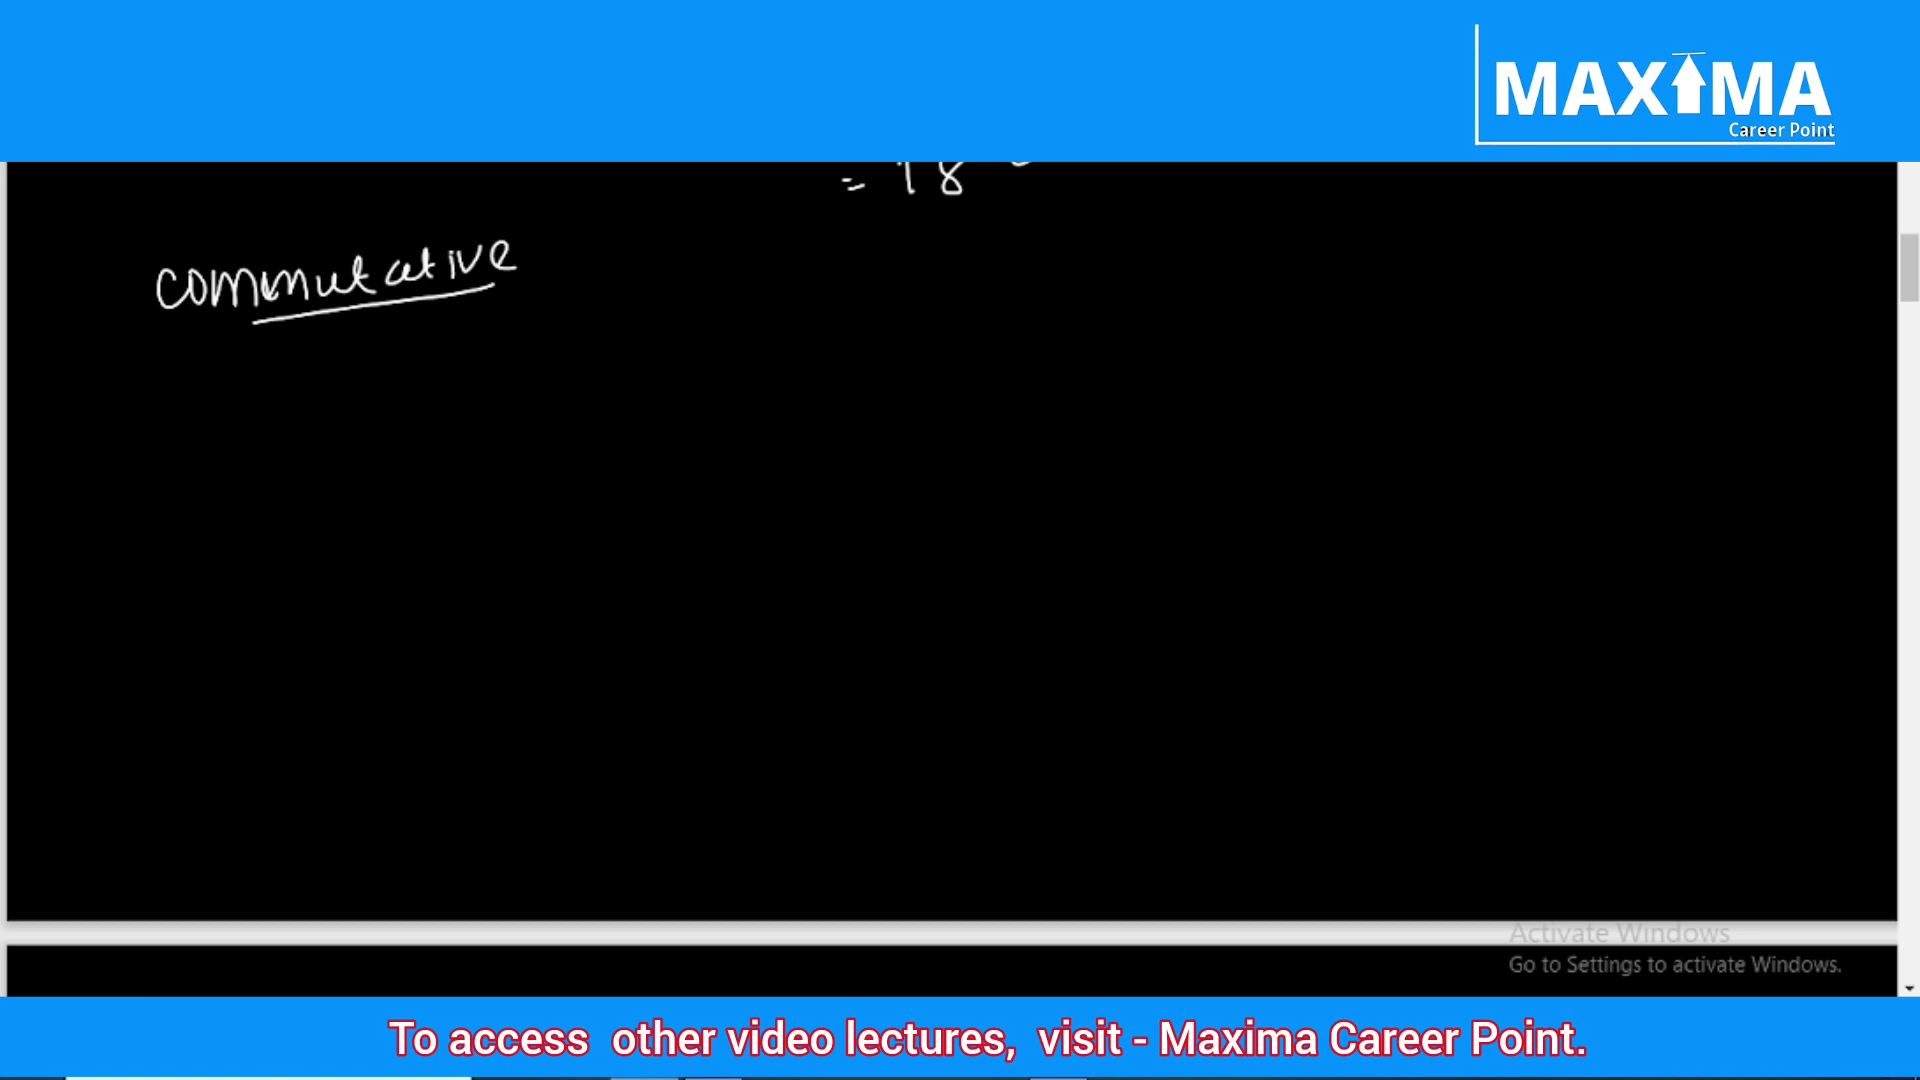 MAXIMA
Career Point
= 18
commutative
Activate Windows
Go to Settings to activate Windows.
To access other video lectures, visit - Maxima Career Point.